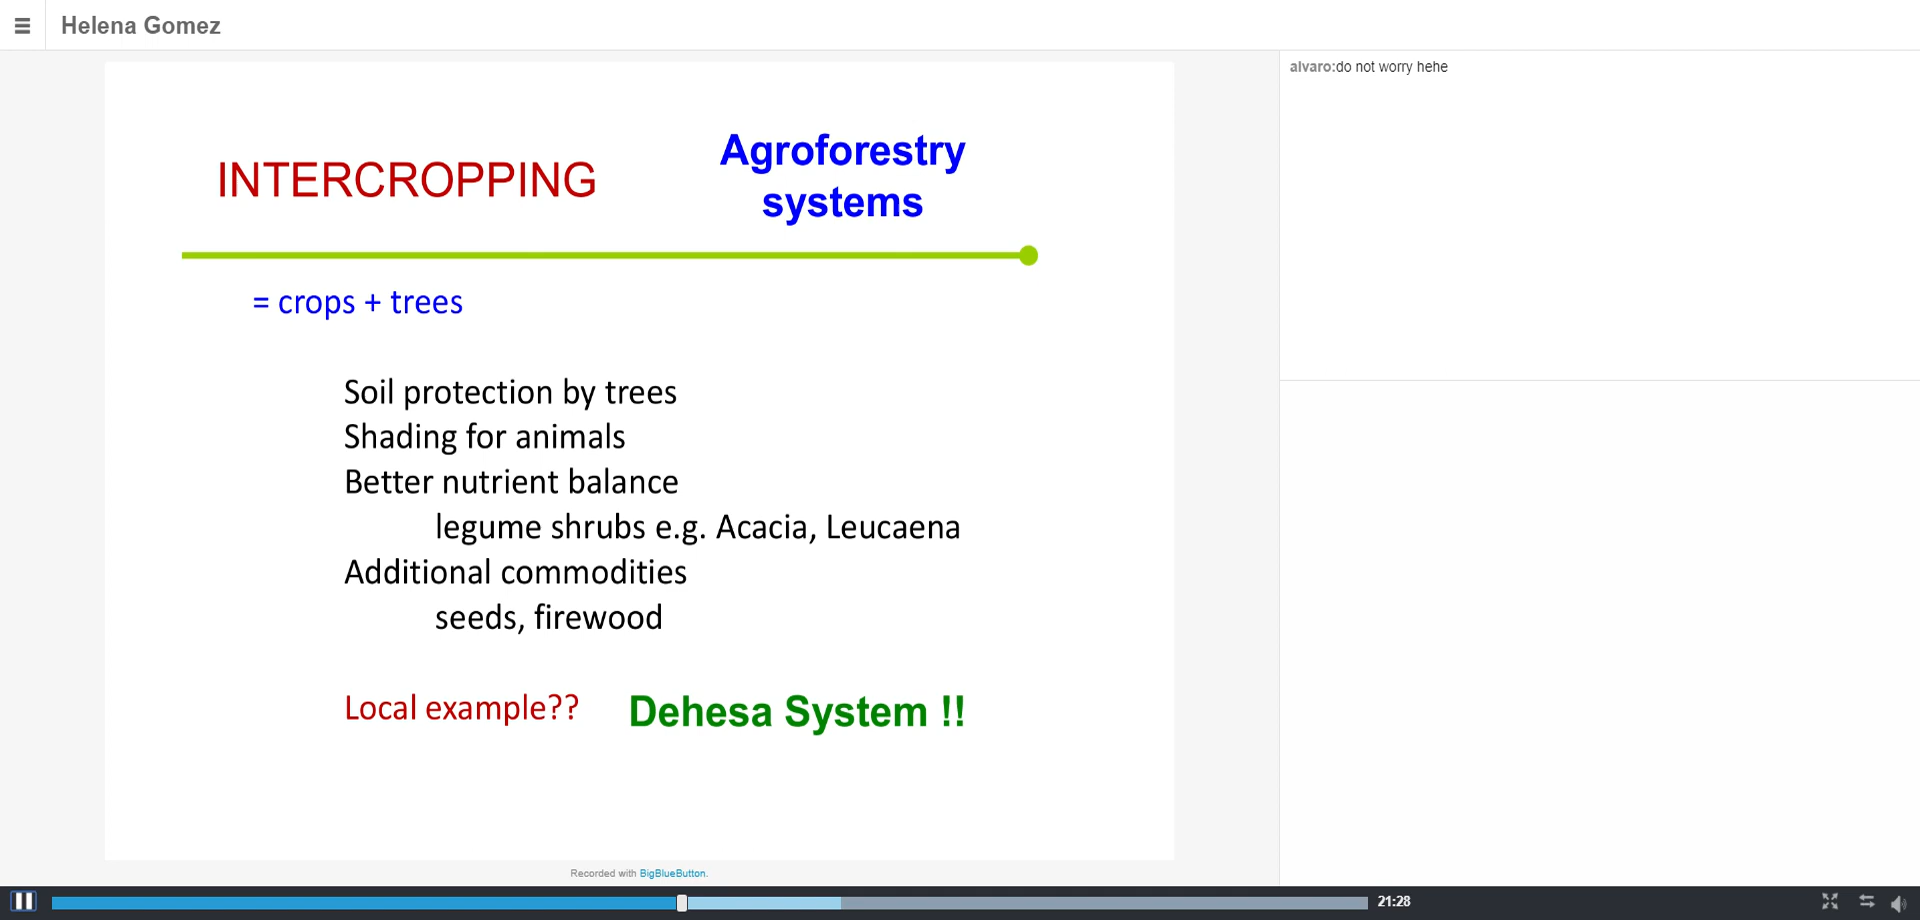 Helena Gomez
INTERCROPPING
Agroforestry
systems
= crops + trees
Soil protection by trees
Shading for animals
Better nutrient balance
legume shrubs e.g. Acacia, Leucaena
Additional commodities
seeds, firewood
Local example?? Dehesa System !!
Recorded with BigBlueButton.
alvaro:do not worry hehe
21:28